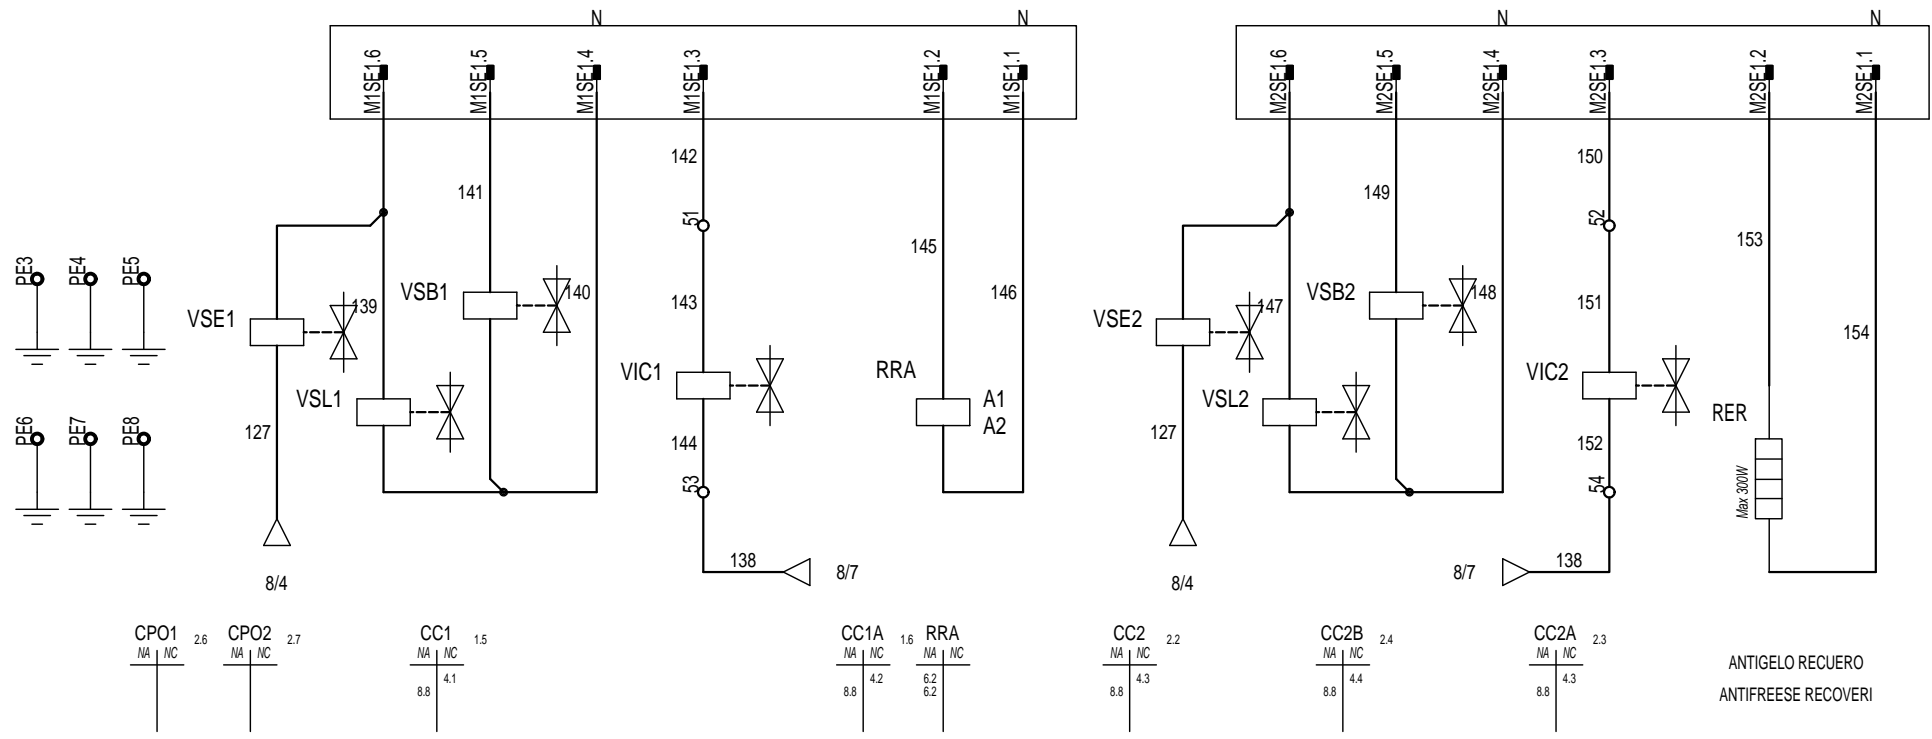 N
N
N
N
M1SE1.6
M1SE1.5
M1SE1.4
M1SE1.3
M1SE1.2
M1SE1.1
M2SE1.6
M2SE1.5
M2SE1.4
M2SE1.3
M2SE1.2
M2SE1.1
142
150
141
149
51
52
145
153
PE3
PE4
PE5
VSB1
140
143
146
VSB2
148
151
VSE1
139
VSE2
147
154
VIC1
RRA
VIC2
VSL1
A1
VSL2
RER
A2
127
144
127
152
PE6
PE7
PE8
53
54
Max 300W
138
8/7
8/7
138
8/4
8/4
CPO1 2.6
NA NC
CPO2 2.7
NA NC
CC1 1.5
NA NC
4.1
8.8
CC1A 1.6
NA NC
4.2
8.8
RRA
NA NC
6.2
6.2
CC2 2.2
NA NC
4.3
8.8
CC2B 2.4
NA NC
4.4
8.8
CC2A 2.3
NA NC
4.3
8.8
ANTIGELO RECUERO
ANTIFREESE RECOVERI